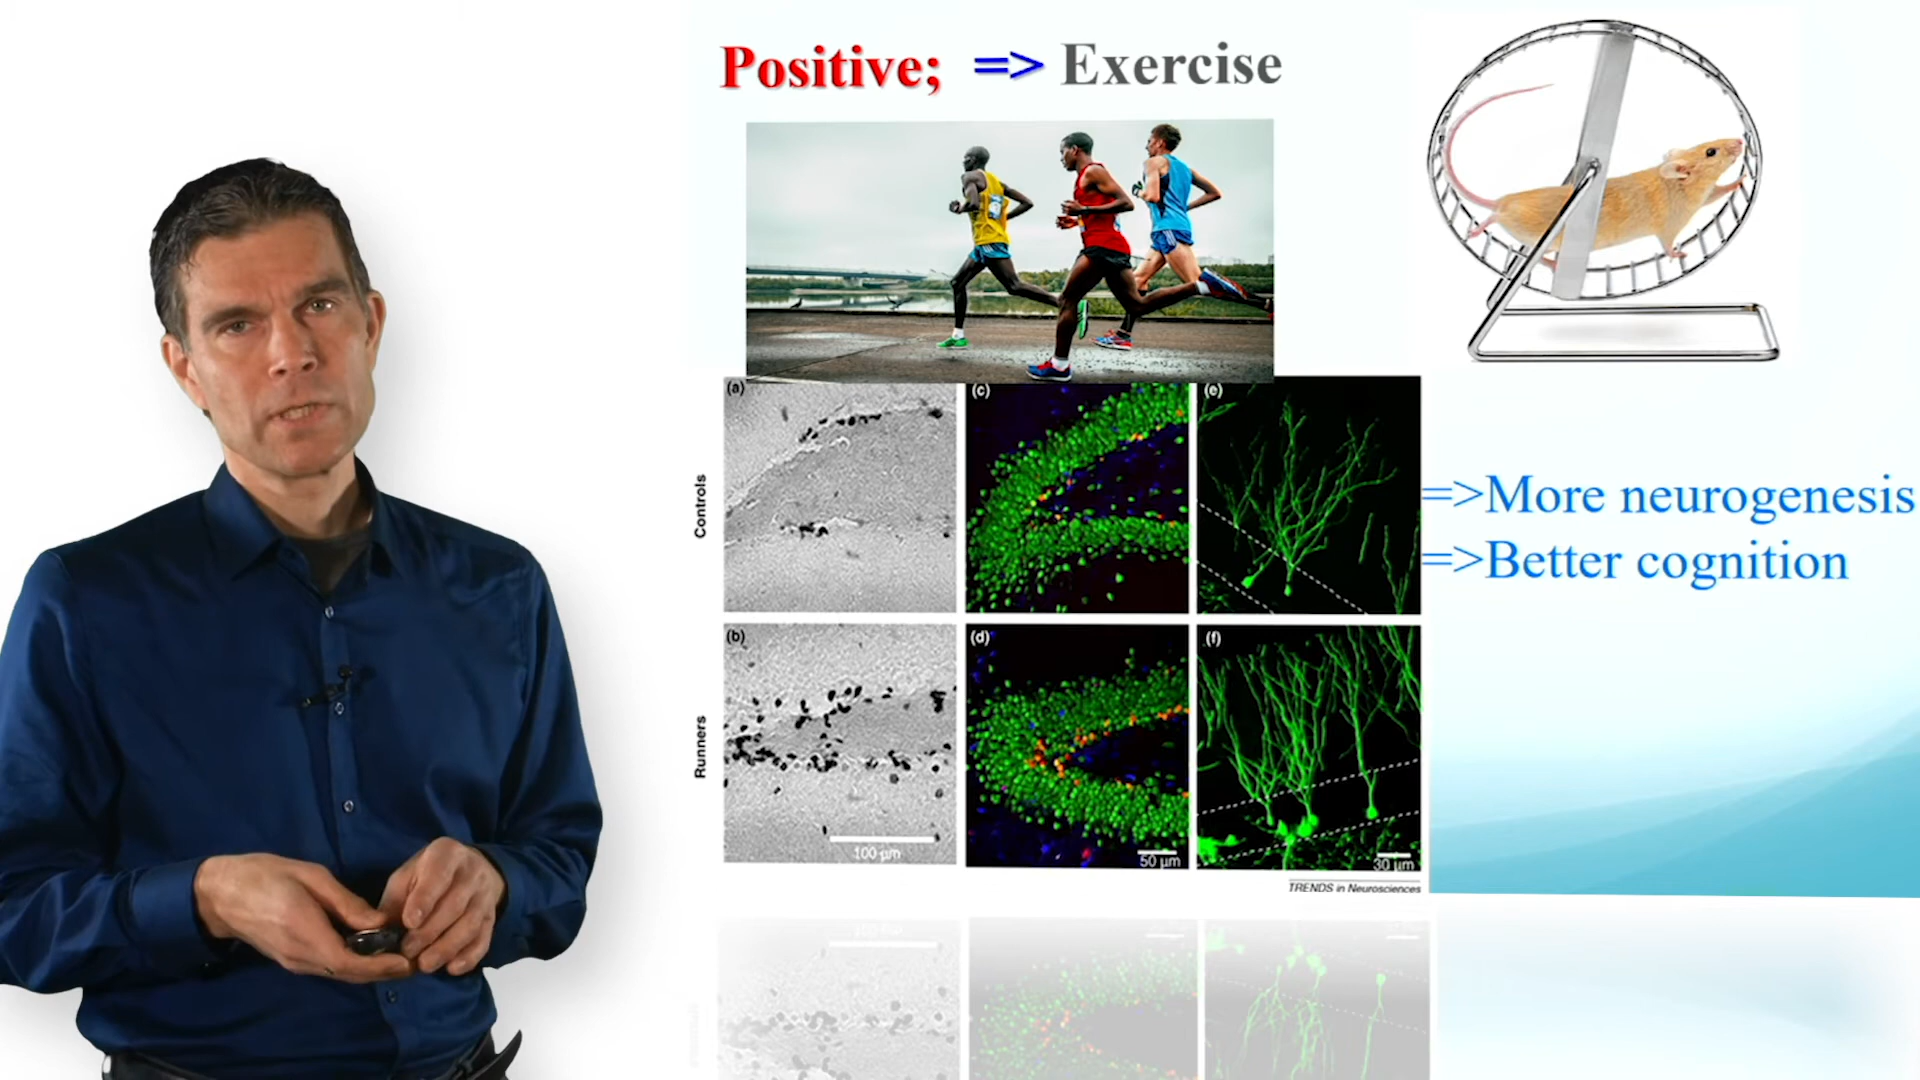 Positive; => Exercise
(a) (c) (e)
Controls
=>More neurogenesis
=>Better cognition
(b) (d) (f)
Runners
100 µm 50 µm 30 µm
TRENDS in Neurosciences